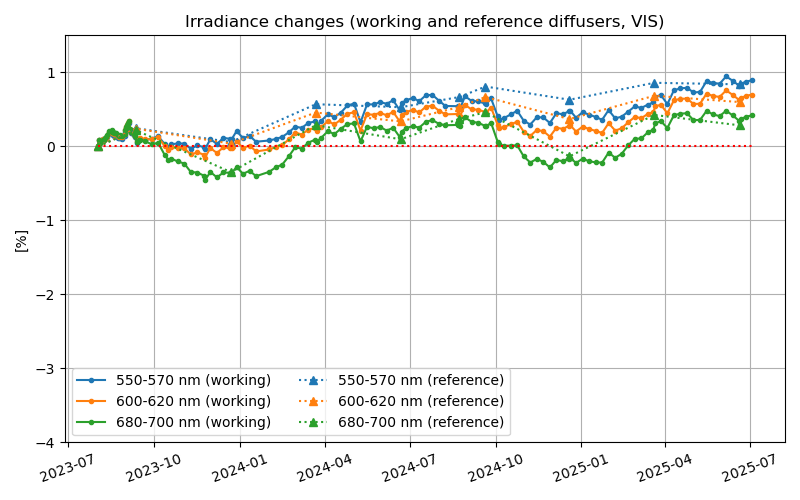 Irradiance changes (working and reference diffusers, VIS)
[%]
1
0
−1
−2
−3
−4
550-570 nm (working)
600-620 nm (working)
680-700 nm (working)
550-570 nm (reference)
600-620 nm (reference)
680-700 nm (reference)
2023-07
2023-10
2024-01
2024-04
2024-07
2024-10
2025-01
2025-04
2025-07